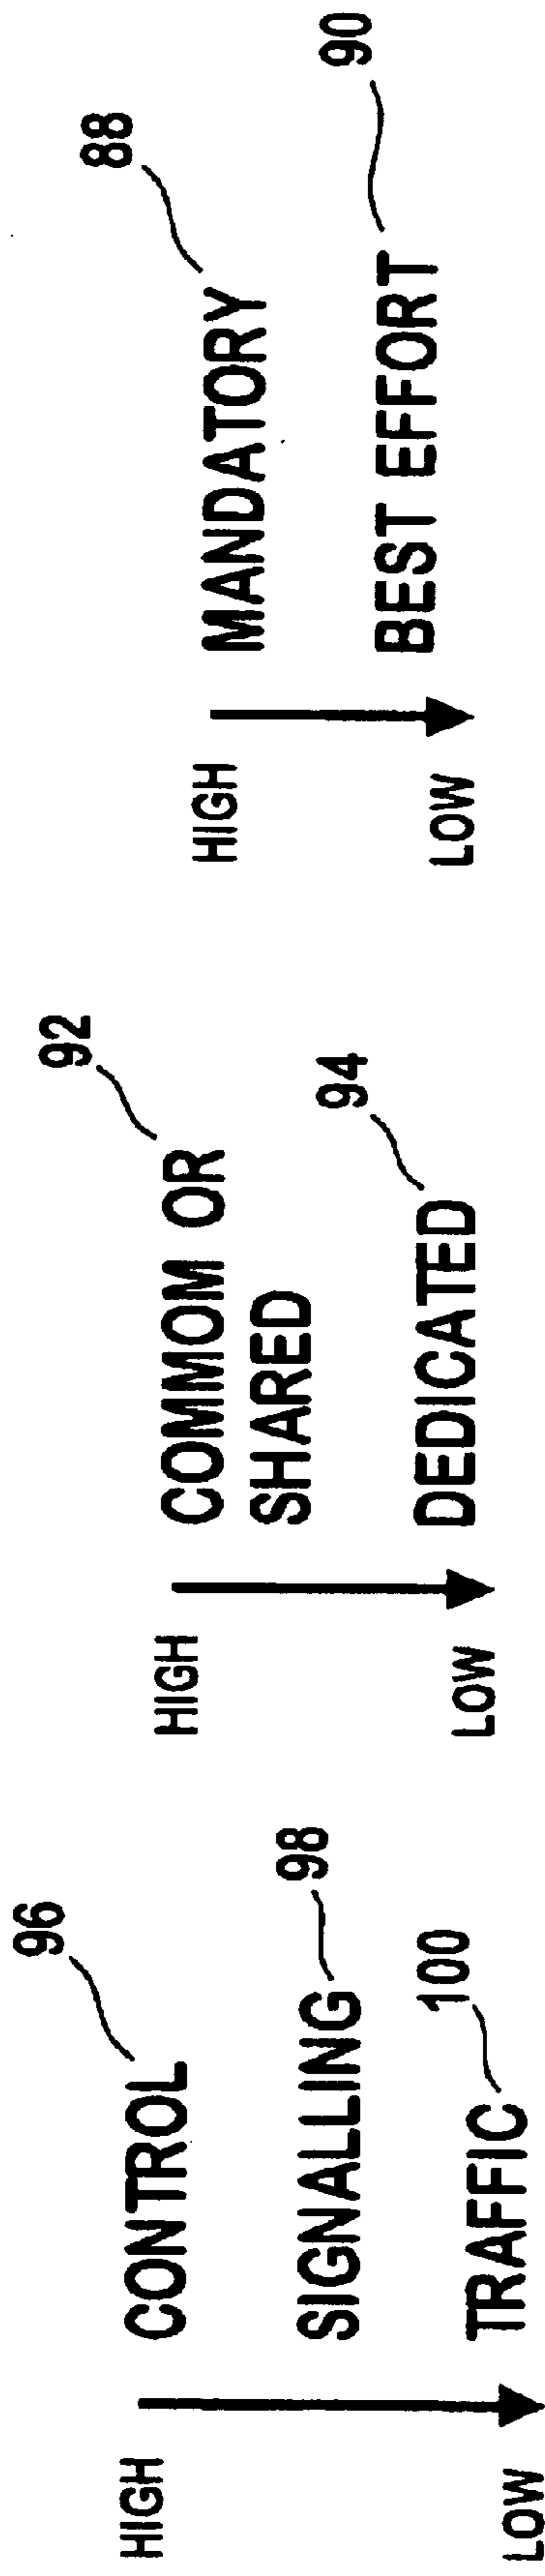 96
CONTROL
HIGH
98
SIGNALLING
100
TRAFFIC
LOW
92
COMMOM OR
SHARED
HIGH
94
DEDICATED
LOW
88
MANDATORY
HIGH
90
BEST EFFORT
LOW